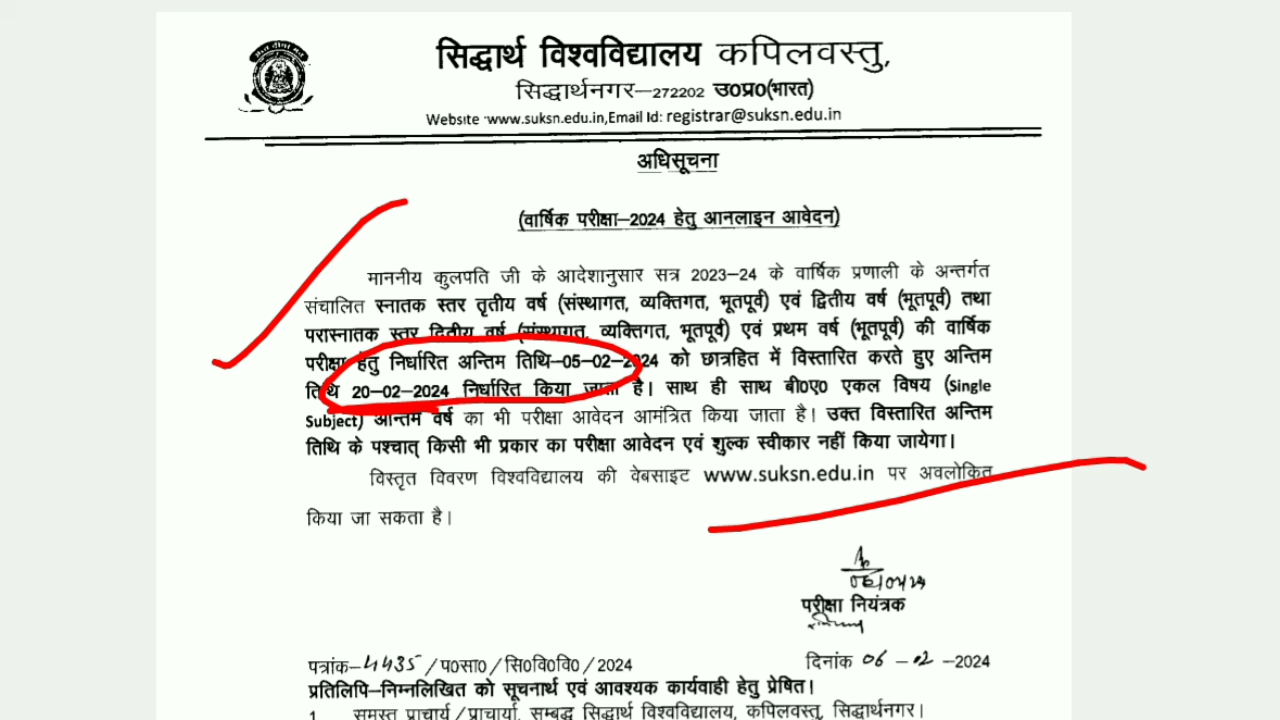 सिद्धार्थ विश्वविद्यालय कपिलवस्तु,
सिद्धार्थनगर–272202 उ0प्र0(भारत)
Website :www.suksn.edu.in,Email Id: registrar@suksn.edu.in
अधिसूचना
(वार्षिक परीक्षा–2024 हेतु आनलाइन आवेदन)
माननीय कुलपति जी के आदेशानुसार सत्र 2023–24 के वार्षिक प्रणाली के अन्तर्गत
संचालित स्नातक स्तर तृतीय वर्ष (संस्थागत, व्यक्तिगत, भूतपूर्व) एवं द्वितीय वर्ष (भूतपूर्व) तथा
परास्नातक स्तर द्वितीय वर्ष (संस्थागत, व्यक्तिगत, भूतपूर्व) एवं प्रथम वर्ष (भूतपूर्व) की वार्षिक
परीक्षा हेतु निर्धारित अन्तिम तिथि–05–02–2024 को छात्रहित में विस्तारित करते हुए अन्तिम
तिथि 20–02–2024 निर्धारित किया जाता है। साथ ही साथ बी0ए0 एकल विषय (Single
Subject) अन्तिम वर्ष का भी परीक्षा आवेदन आमंत्रित किया जाता है। उक्त विस्तारित अन्तिम
तिथि के पश्चात् किसी भी प्रकार का परीक्षा आवेदन एवं शुल्क स्वीकार नहीं किया जायेगा।
विस्तृत विवरण विश्वविद्यालय की वेबसाइट www.suksn.edu.in पर अवलोकित
किया जा सकता है।
परीक्षा नियंत्रक
पत्रांक–4435/प0सा0/सि0वि0वि0/2024
दिनांक 06–02–2024
प्रतिलिपि–निम्नलिखित को सूचनार्थ एवं आवश्यक कार्यवाही हेतु प्रेषित।
1. समस्त प्राचार्य/प्राचार्या, सम्बद्ध सिद्धार्थ विश्वविद्यालय, कपिलवस्तु, सिद्धार्थनगर।